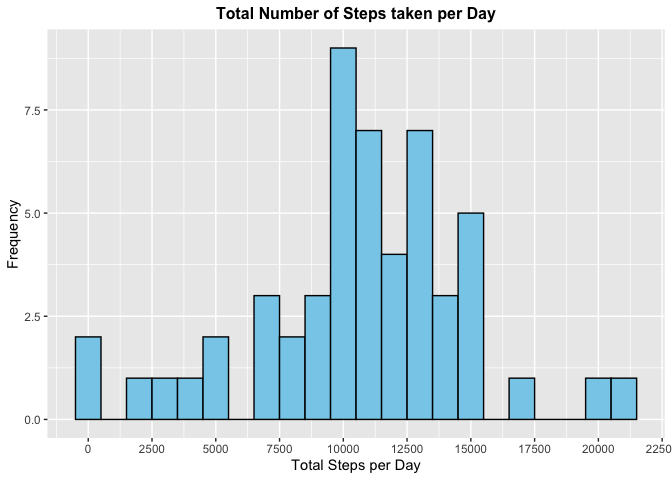 Total Number of Steps taken per Day
Frequency
7.5
5.0
2.5
0.0
0 2500 5000 7500 10000 12500 15000 17500 20000 2250
Total Steps per Day